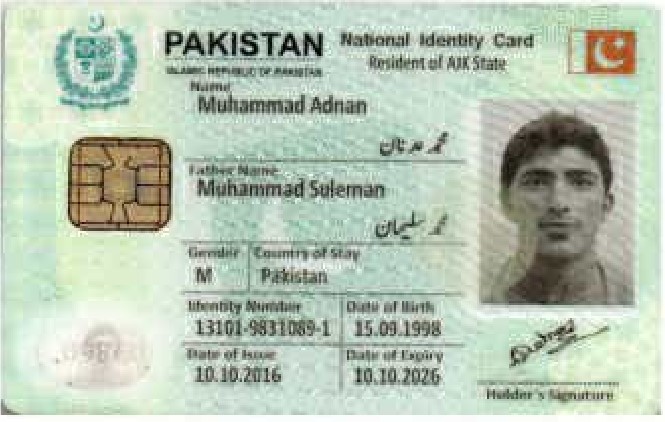 PAKISTAN National Identity Card
ISLAMIC REPUBLIC OF PAKISTAN Resident of AJK State
Name
Muhammad Adnan
محمد عدنان
Father Name
Muhammad Suleman
محمد سلیمان
Gender Country of Stay
M Pakistan
Identity Number Date of Birth
13101-9831089-1 15.09.1998
Date of Issue Date of Expiry
10.10.2016 10.10.2026
Holder's Signature